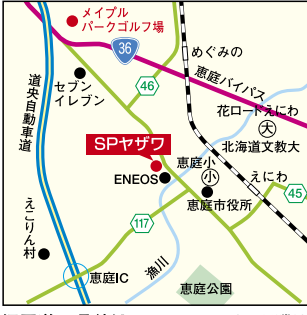 メイプル
パークゴルフ場
36
めぐみの
恵庭バイパス
セブン
イレブン
46
花ロードえにわ
大
北海道文教大
道央自動車道
SPヤザワ
恵庭小
小
ENEOS
えにわ
恵庭市役所
45
えこりん村
117
恵庭IC
漁川
恵庭公園